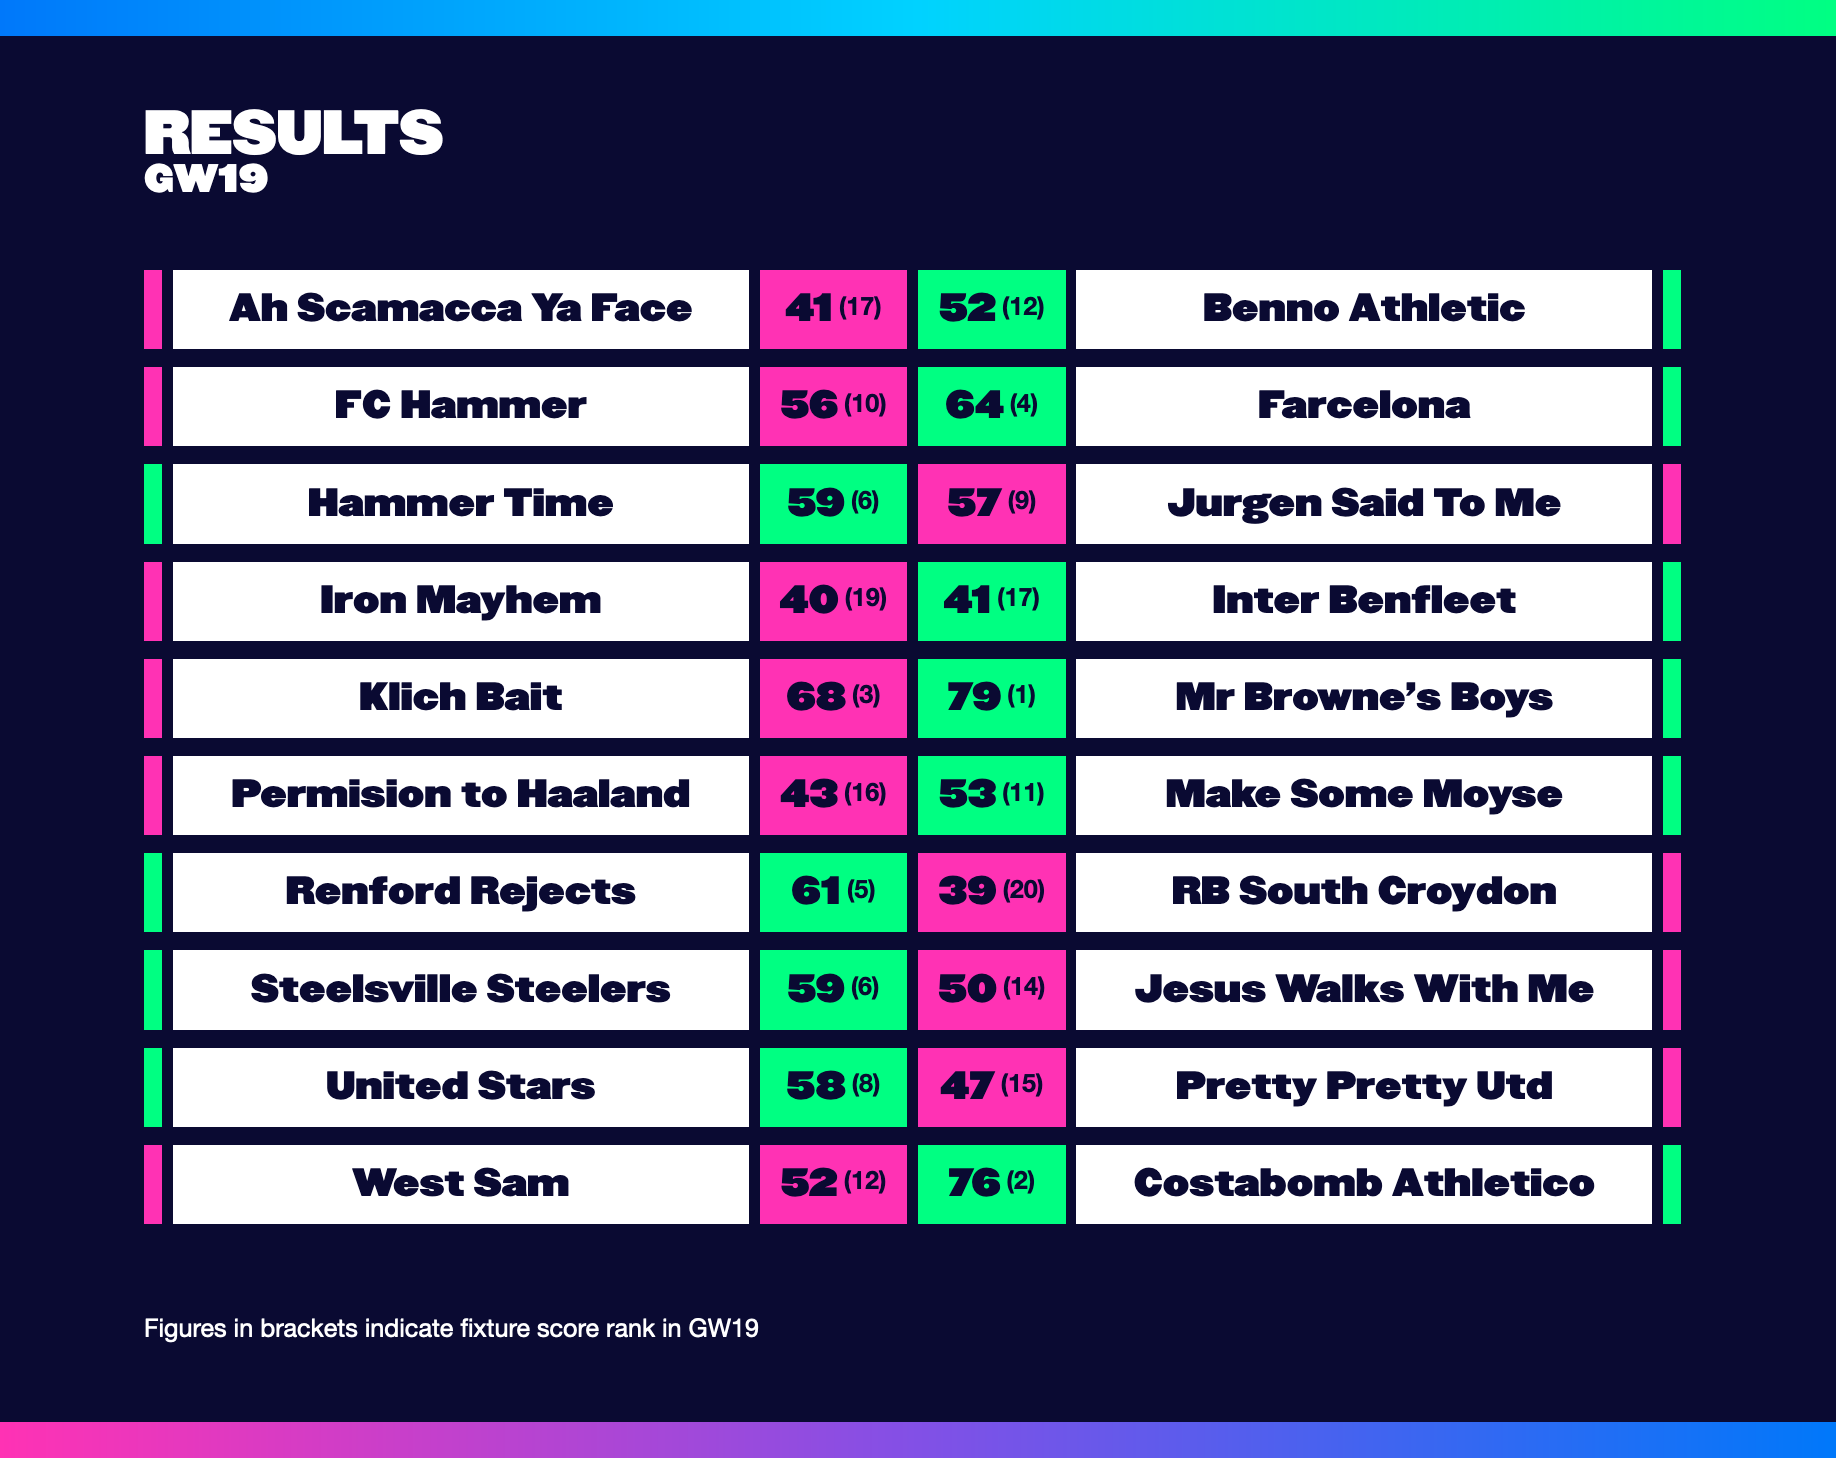 RESULTS
GW19
Ah Scamacca Ya Face 41 (17) 52 (12) Benno Athletic
FC Hammer 56 (10) 64 (4) Farcelona
Hammer Time 59 (6) 57 (9) Jurgen Said To Me
Iron Mayhem 40 (19) 41 (17) Inter Benfleet
Klich Bait 68 (3) 79 (1) Mr Browne’s Boys
Permision to Haaland 43 (16) 53 (11) Make Some Moyse
Renford Rejects 61 (5) 39 (20) RB South Croydon
Steelsville Steelers 59 (6) 50 (14) Jesus Walks With Me
United Stars 58 (8) 47 (15) Pretty Pretty Utd
West Sam 52 (12) 76 (2) Costabomb Athletico
Figures in brackets indicate fixture score rank in GW19